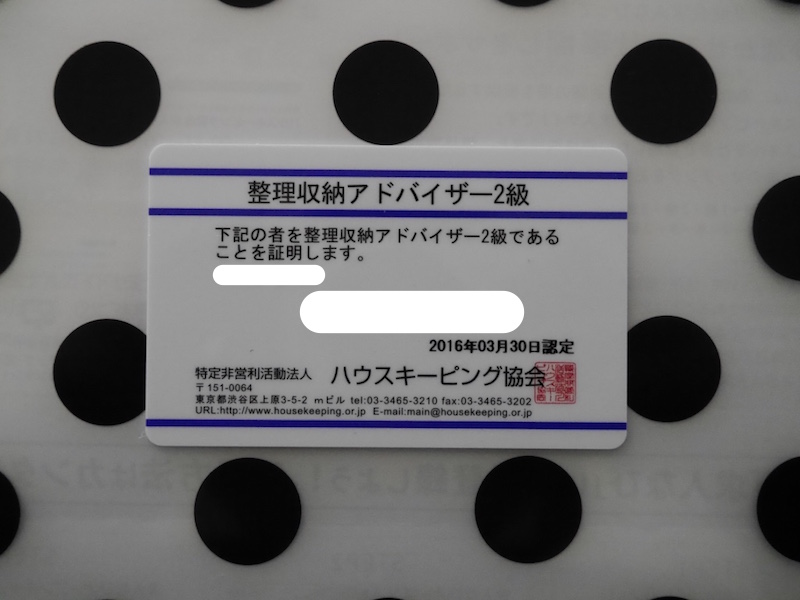 整理収納アドバイザー2級
下記の者を整理収納アドバイザー2級である
ことを証明します。
2016年03月30日認定
特定非営利活動法人 ハウスキーピング協会
〒151-0064
東京都渋谷区上原3-5-2 mビル tel:03-3465-3210 fax:03-3465-3202
URL:http://www.housekeeping.or.jp E-mail:main@housekeeping.or.jp